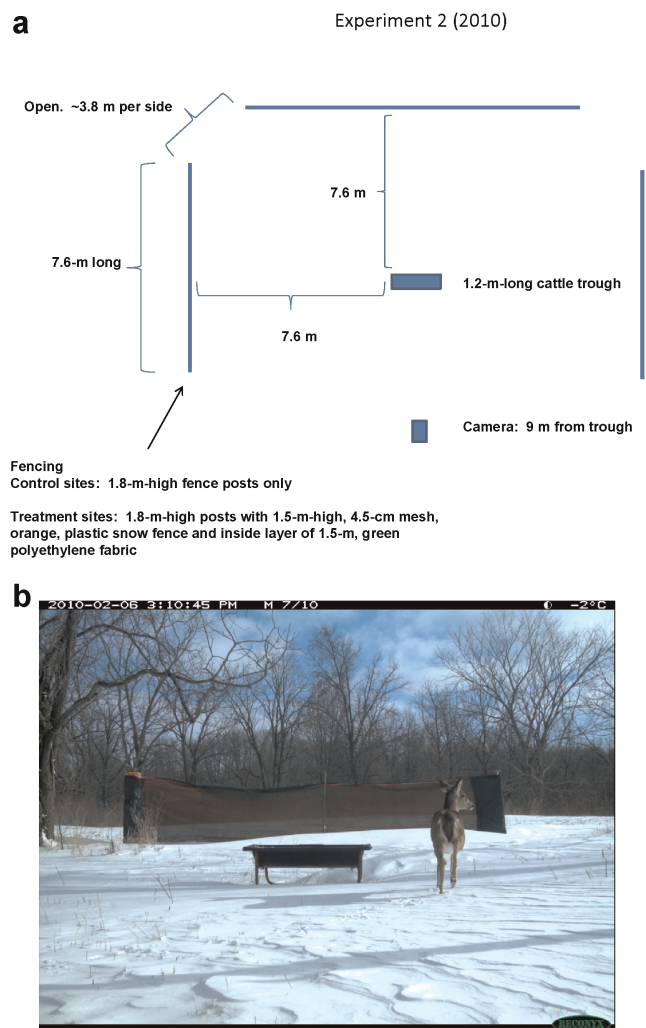 a
Experiment 2 (2010)
Open. ~3.8 m per side
7.6 m
7.6-m long
1.2-m-long cattle trough
7.6 m
Camera: 9 m from trough
Fencing
Control sites: 1.8-m-high fence posts only
Treatment sites: 1.8-m-high posts with 1.5-m-high, 4.5-cm mesh,
orange, plastic snow fence and inside layer of 1.5-m, green
polyethylene fabric
b
2010-02-06 3:10:45 PM M 7/10 -2°C
RECONYX